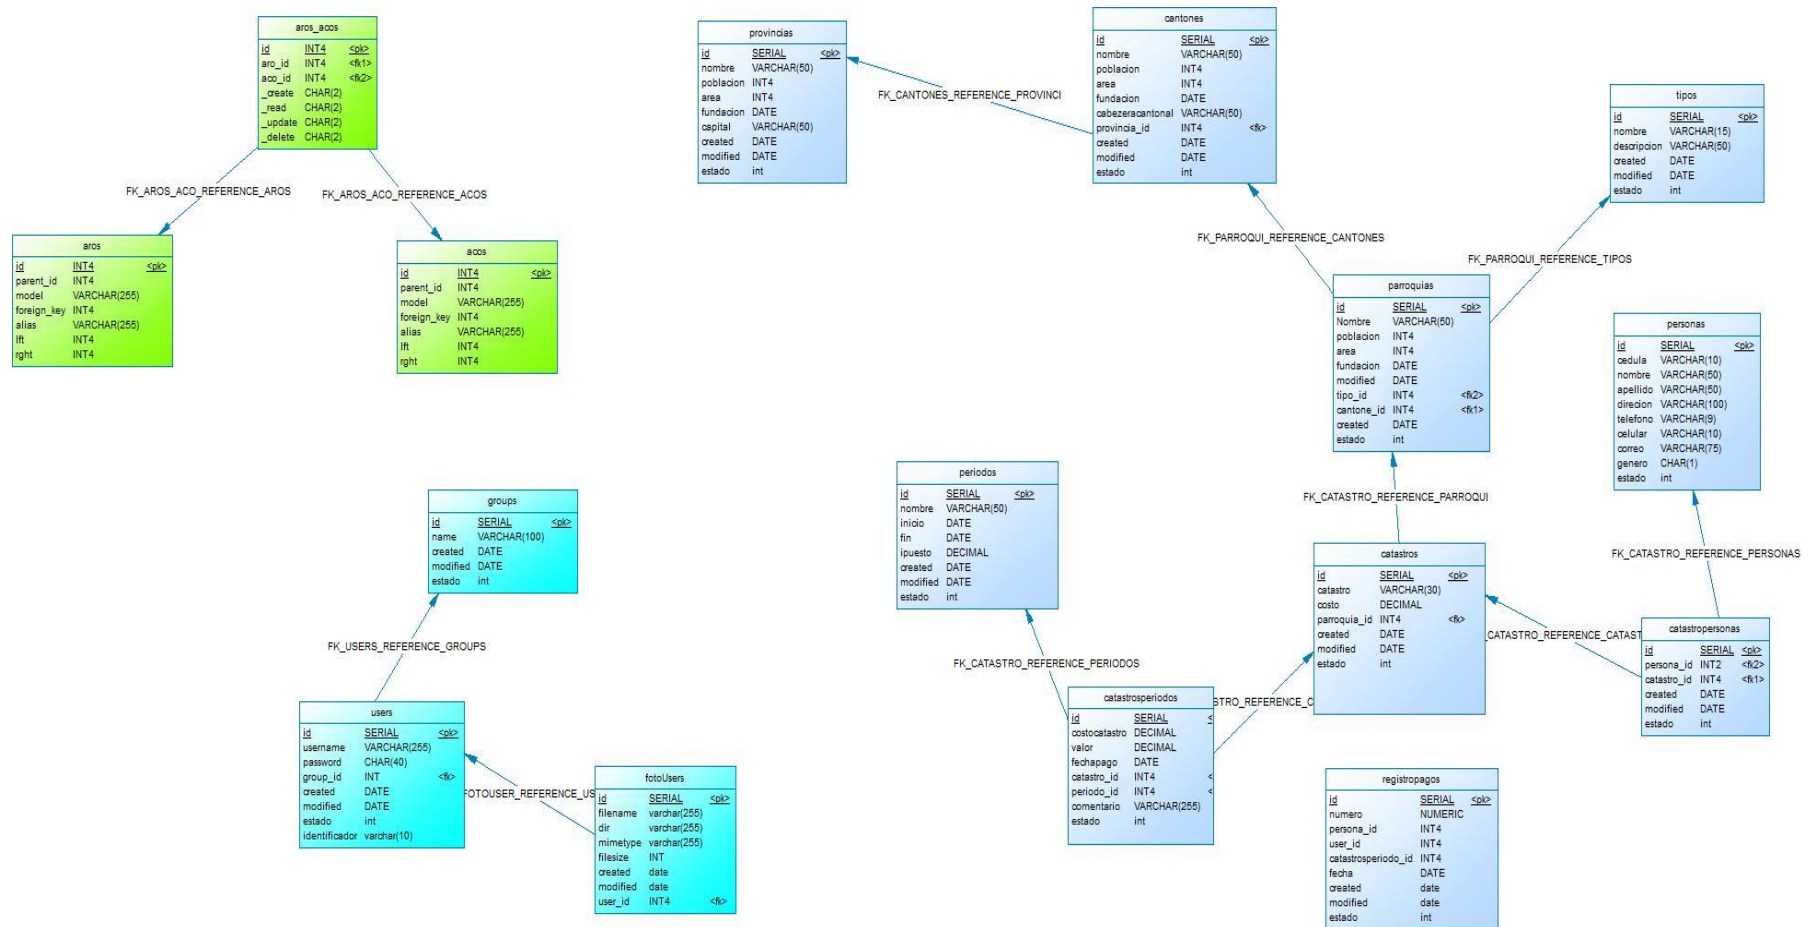 aros_acos
id INT4 <pk>
aro_id INT4 <fk1>
aco_id INT4 <fk2>
_create CHAR(2)
_read CHAR(2)
_update CHAR(2)
_delete CHAR(2)
FK_AROS_ACO_REFERENCE_AROS
FK_AROS_ACO_REFERENCE_ACOS
aros
id INT4 <pk>
parent_id INT4
model VARCHAR(255)
foreign_key INT4
alias VARCHAR(255)
lft INT4
rght INT4
acos
id INT4 <pk>
parent_id INT4
model VARCHAR(255)
foreign_key INT4
alias VARCHAR(255)
lft INT4
rght INT4
provincias
id SERIAL <pk>
nombre VARCHAR(50)
poblacion INT4
area INT4
fundacion DATE
capital VARCHAR(50)
created DATE
modified DATE
estado int
FK_CANTONES_REFERENCE_PROVINCI
cantones
id SERIAL <pk>
nombre VARCHAR(50)
poblacion INT4
area INT4
fundacion DATE
cabezeracantonal VARCHAR(50)
provincia_id INT4 <fk>
created DATE
modified DATE
estado int
tipos
id SERIAL <pk>
nombre VARCHAR(15)
descripcion VARCHAR(50)
created DATE
modified DATE
estado int
FK_PARROQUI_REFERENCE_CANTONES
FK_PARROQUI_REFERENCE_TIPOS
parroquias
id SERIAL <pk>
Nombre VARCHAR(50)
poblacion INT4
area INT4
fundacion DATE
modified DATE
tipo_id INT4 <fk2>
cantone_id INT4 <fk1>
created DATE
estado int
personas
id SERIAL <pk>
cedula VARCHAR(10)
nombre VARCHAR(50)
apellido VARCHAR(50)
direcion VARCHAR(100)
telefono VARCHAR(9)
celular VARCHAR(10)
correo VARCHAR(75)
genero CHAR(1)
estado int
groups
id SERIAL <pk>
name VARCHAR(100)
created DATE
modified DATE
estado int
FK_USERS_REFERENCE_GROUPS
users
id SERIAL <pk>
username VARCHAR(255)
password CHAR(40)
group_id INT <fk>
created DATE
modified DATE
estado int
identificador varchar(10)
FOTOUSER_REFERENCE_US
fotoUsers
id SERIAL <pk>
filename varchar(255)
dir varchar(255)
mimetype varchar(255)
filesize INT
created date
modified date
user_id INT4 <fk>
periodos
id SERIAL <pk>
nombre VARCHAR(50)
inicio DATE
fin DATE
ipuesto DECIMAL
created DATE
modified DATE
estado int
FK_CATASTRO_REFERENCE_PARROQUI
FK_CATASTRO_REFERENCE_PERSONAS
catastros
id SERIAL <pk>
catastro VARCHAR(30)
costo DECIMAL
parroquia_id INT4 <fk>
created DATE
modified DATE
estado int
_CATASTRO_REFERENCE_CATAST
catastropersonas
id SERIAL <pk>
persona_id INT2 <fk2>
catastro_id INT4 <fk1>
created DATE
modified DATE
estado int
FK_CATASTRO_REFERENCE_PERIODOS
STRO_REFERENCE_C
catastrosperiodos
id SERIAL <
costocatastro DECIMAL
valor DECIMAL
fechapago DATE
catastro_id INT4 <
periodo_id INT4 <
comentario VARCHAR(255)
estado int
registropagos
id SERIAL <pk>
numero NUMERIC
persona_id INT4
user_id INT4
catastrosperiodo_id INT4
fecha DATE
created date
modified date
estado int